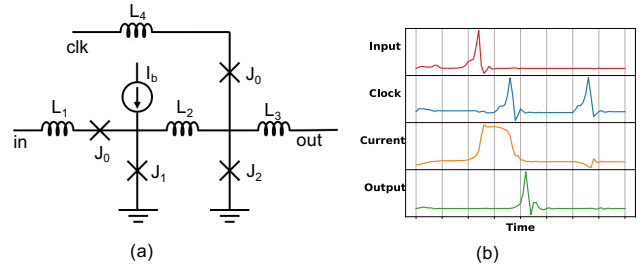 L4
clk
J0
Ib
L1
L2
L3
in
J0
out
J1
J2
(a)
Input
Clock
Current
Output
Time
(b)